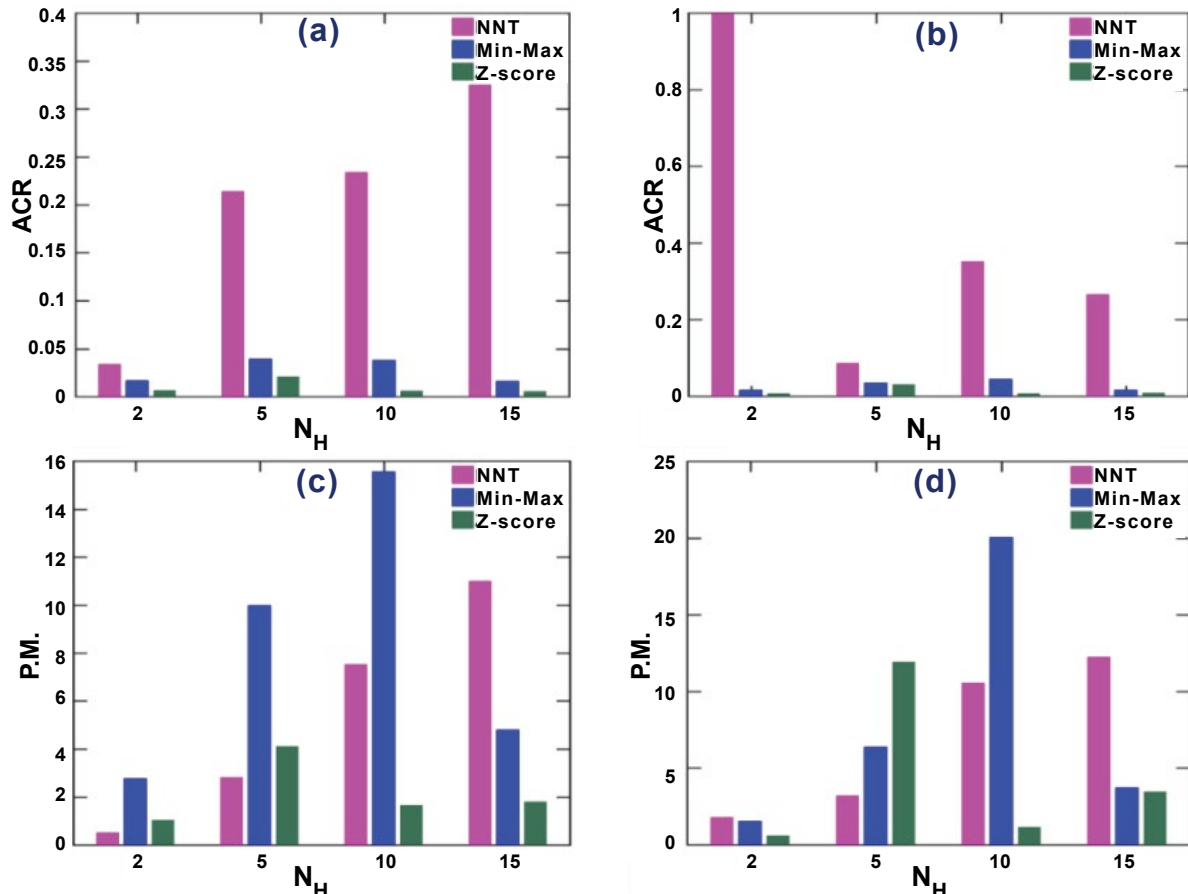 (a)
NNT
Min-Max
Z-score
0.4
0.35
0.3
0.25
0.2
0.15
0.1
0.05
0
ACR
2 5 10 15
N_H
(b)
NNT
Min-Max
Z-score
1
0.8
0.6
0.4
0.2
0
ACR
2 5 10 15
N_H
(c)
NNT
Min-Max
Z-score
16
14
12
10
8
6
4
2
0
P.M.
2 5 10 15
N_H
(d)
NNT
Min-Max
Z-score
25
20
15
10
5
0
P.M.
2 5 10 15
N_H